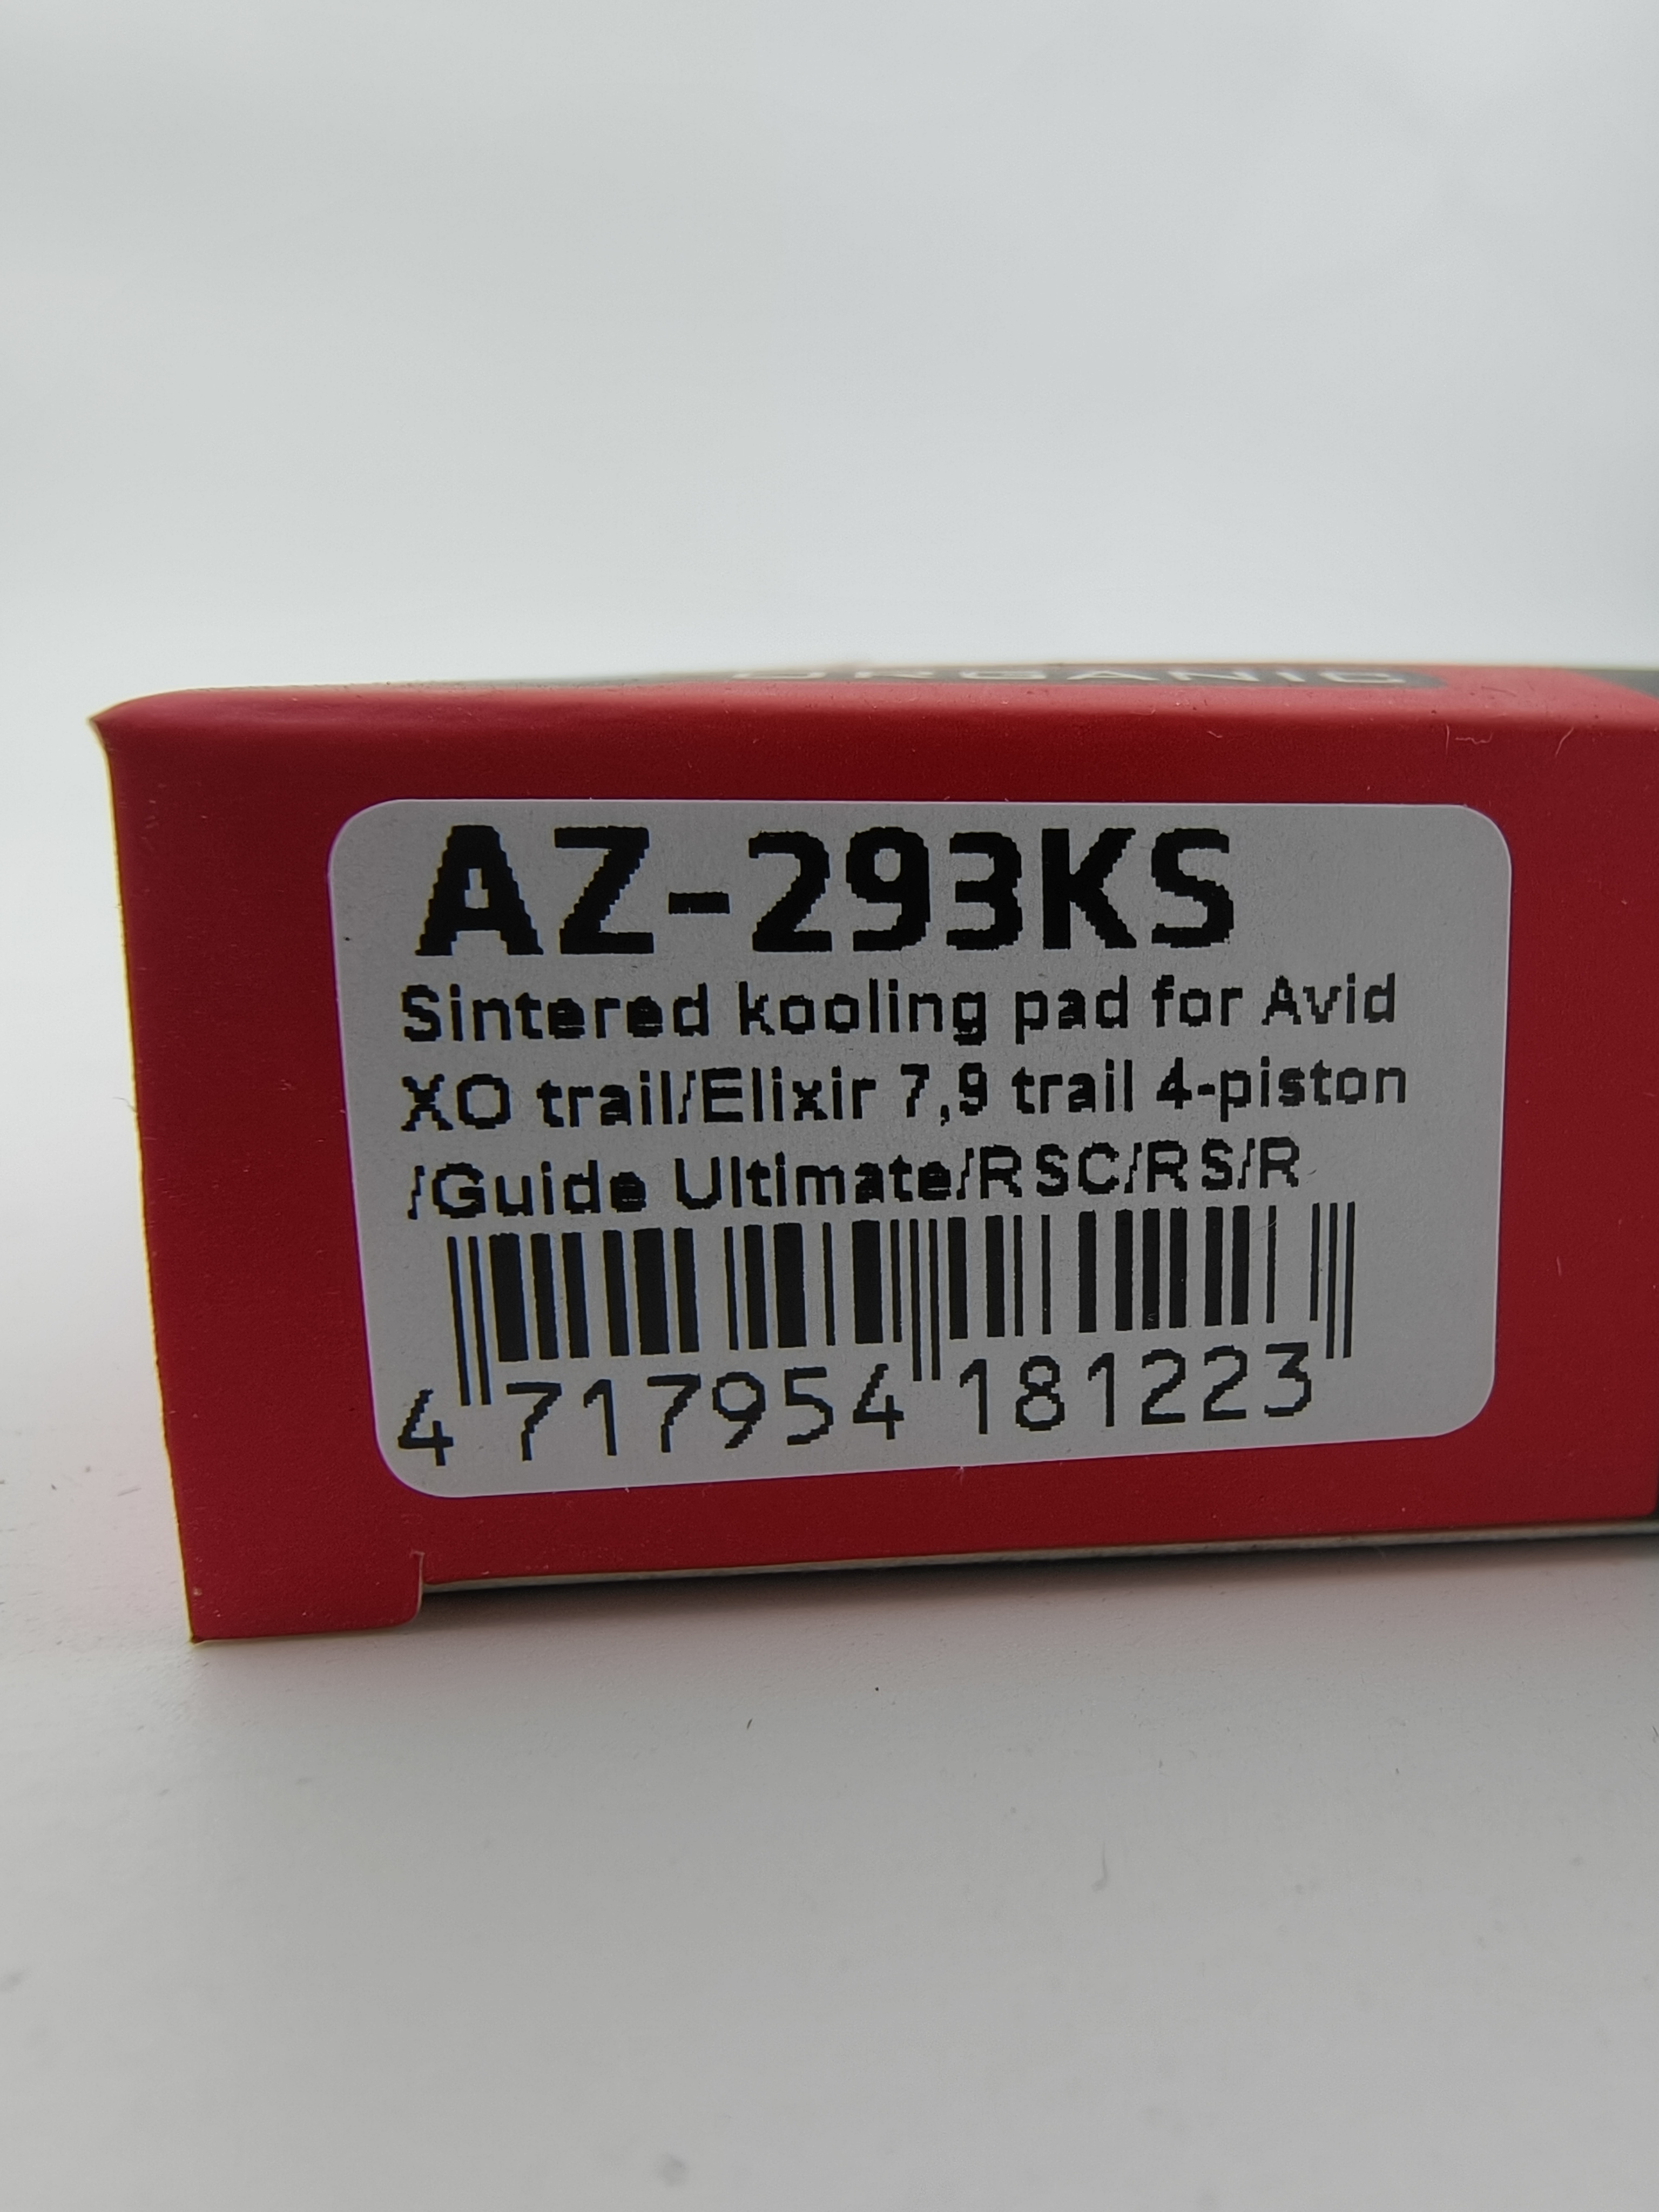 ORGANIC
AZ-293KS
Sintered kooling pad for Avid
XO trail/Elixir 7,9 trail 4-piston
/Guide Ultimate/RSC/RS/R
4 717954 181223